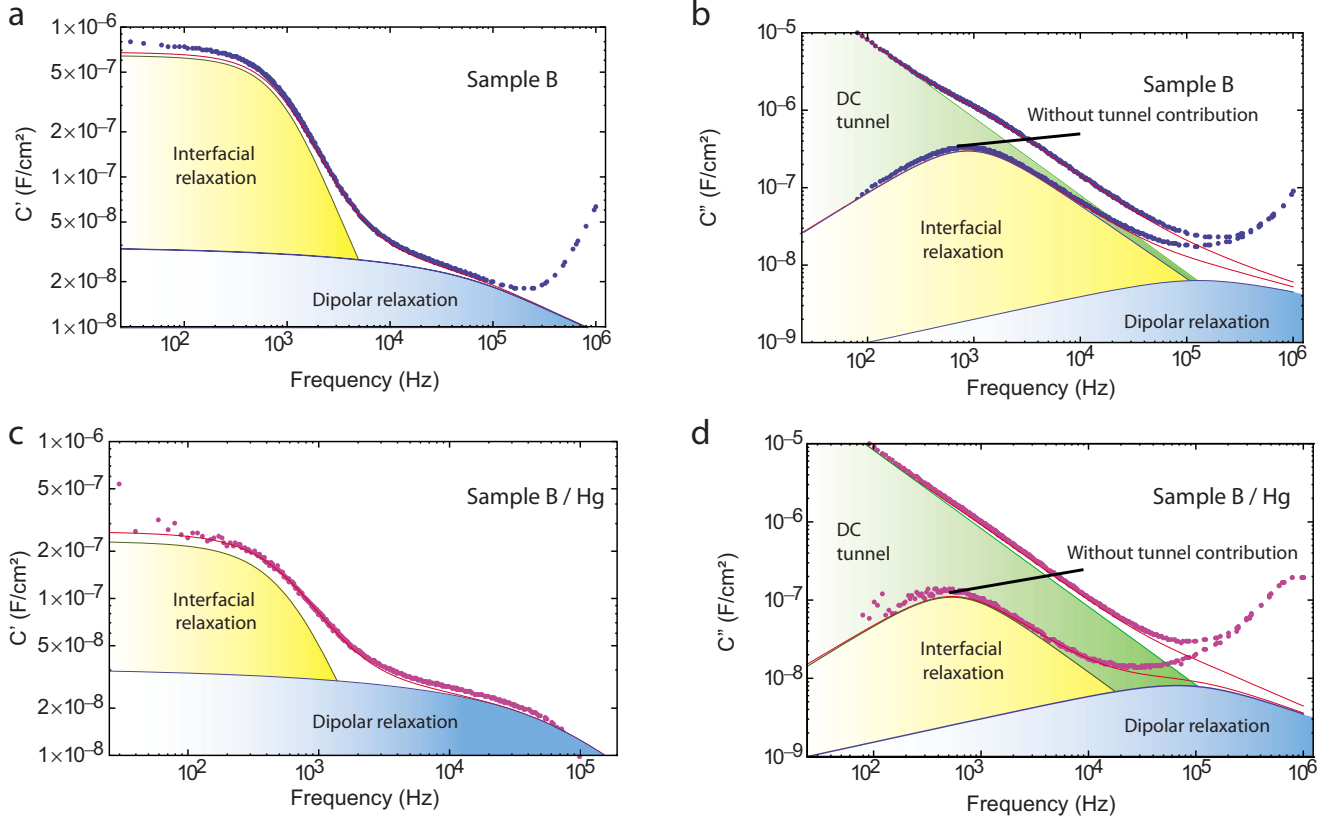 a
C' (F/cm²)
1×10⁻⁶
5×10⁻⁷
2×10⁻⁷
1×10⁻⁷
5×10⁻⁸
2×10⁻⁸
1×10⁻⁸
Sample B
Interfacial
relaxation
Dipolar relaxation
10² 10³ 10⁴ 10⁵ 10⁶
Frequency (Hz)
b
C" (F/cm²)
10⁻⁵
10⁻⁶
10⁻⁷
10⁻⁸
10⁻⁹
Sample B
DC
tunnel
Without tunnel contribution
Interfacial
relaxation
Dipolar relaxation
10² 10³ 10⁴ 10⁵ 10⁶
Frequency (Hz)
c
C' (F/cm²)
1×10⁻⁶
5×10⁻⁷
2×10⁻⁷
1×10⁻⁷
5×10⁻⁸
2×10⁻⁸
1×10⁻⁸
Sample B / Hg
Interfacial
relaxation
Dipolar relaxation
10² 10³ 10⁴ 10⁵
Frequency (Hz)
d
C" (F/cm²)
10⁻⁵
10⁻⁶
10⁻⁷
10⁻⁸
10⁻⁹
Sample B / Hg
DC
tunnel
Without tunnel contribution
Interfacial
relaxation
Dipolar relaxation
10² 10³ 10⁴ 10⁵ 10⁶
Frequency (Hz)